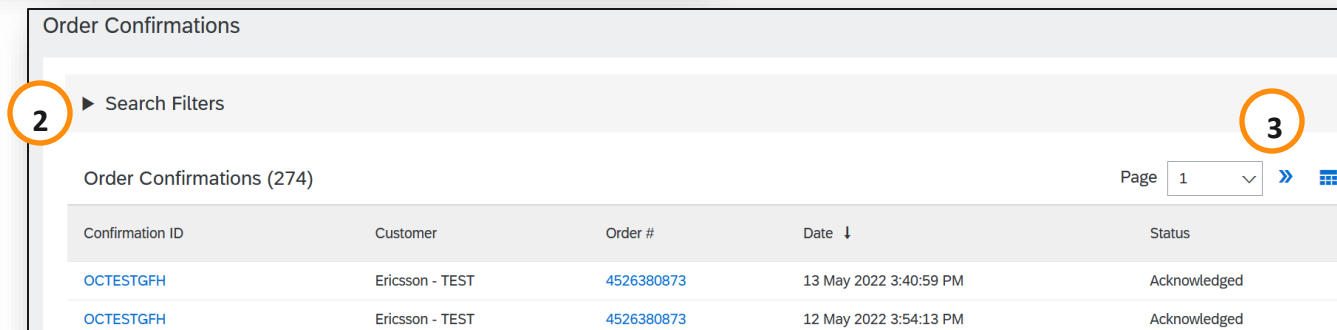 Order Confirmations
2
► Search Filters
3
Order Confirmations (274)
Page 1 »
Confirmation ID Customer Order # Date ↓ Status
OCTESTGFH Ericsson - TEST 4526380873 13 May 2022 3:40:59 PM Acknowledged
OCTESTGFH Ericsson - TEST 4526380873 12 May 2022 3:54:13 PM Acknowledged